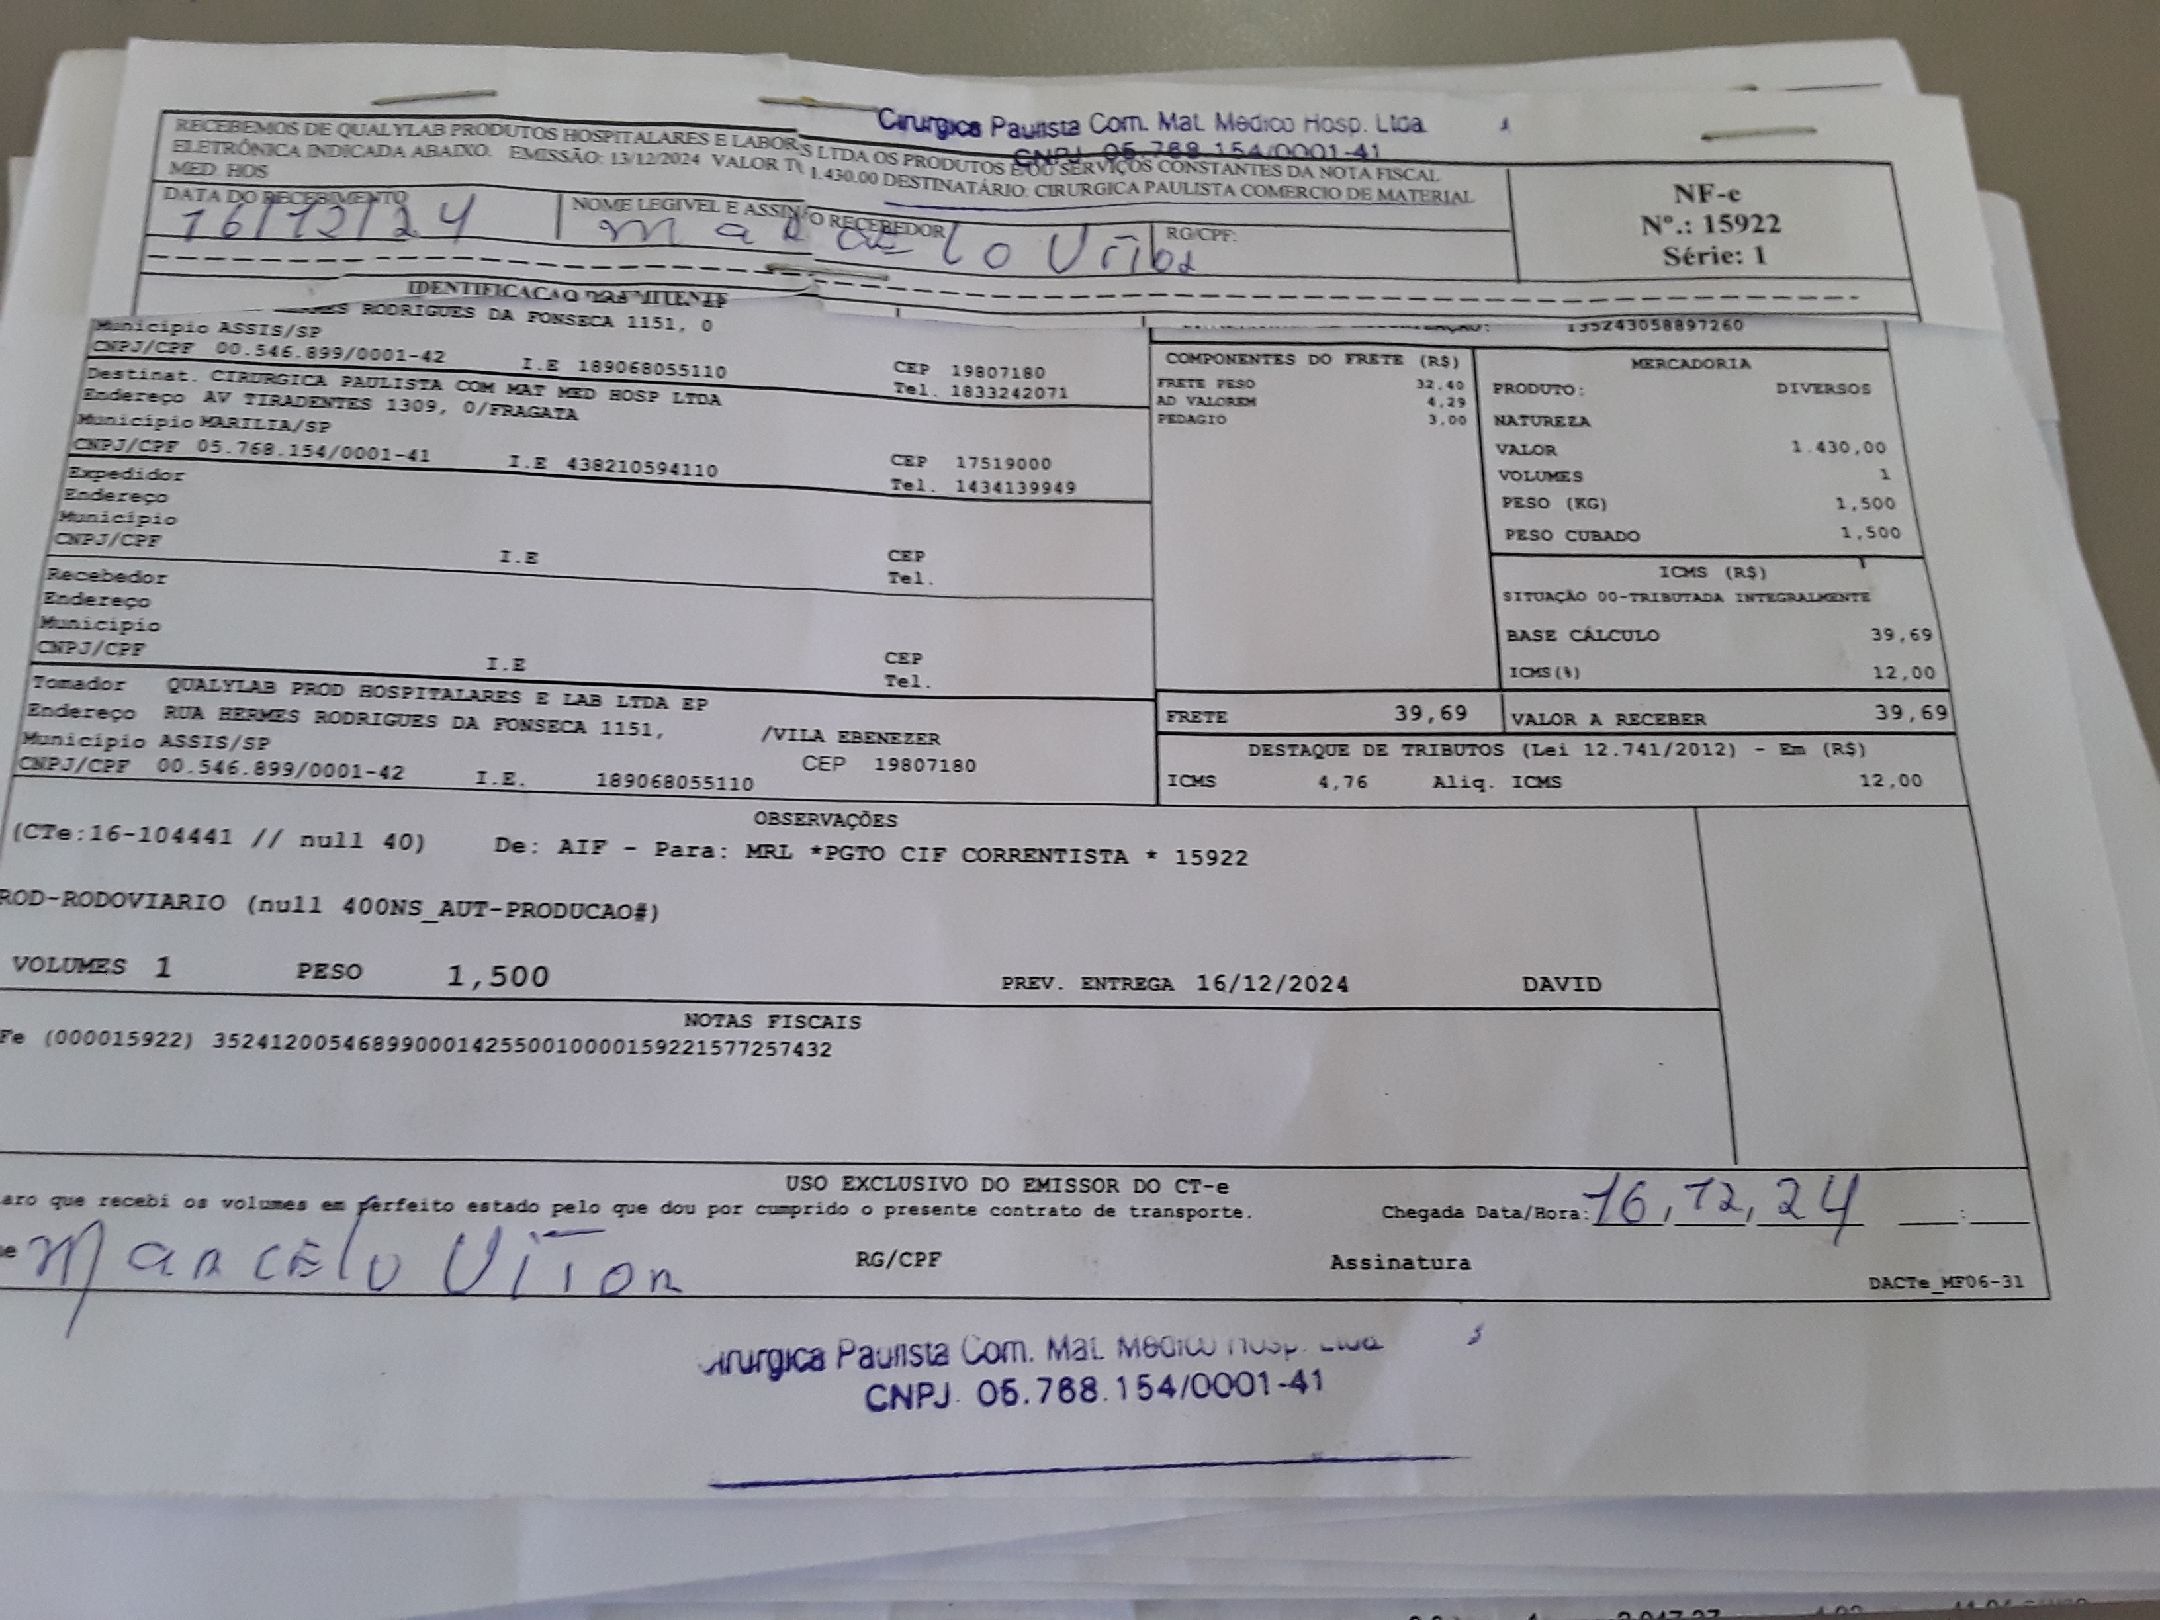 Cirurgica Paulista Com. Mat. Medico Hosp. Ltda
CNPJ. 05.768.154/0001-41
RECEBEMOS DE QUALYLAB PRODUTOS HOSPITALARES E LABOR S LTDA OS PRODUTOS E/OU SERVIÇOS CONSTANTES DA NOTA FISCAL
ELETRÔNICA INDICADA ABAIXO. EMISSÃO: 13/12/2024 VALOR 1.430.00 DESTINATÁRIO: CIRURGICA PAULISTA COMERCIO DE MATERIAL
MED. HOS
NF-e
Nº.: 15922
Série: 1
DATA DO RECEBIMENTO
16/12/24
NOME LEGIVEL E ASSIN O RECEBEDOR
Marcelo
RG/CPF:
IDENTIFICACAO
RODRIGUES DA FONSECA 1151, 0
135243058897260
Município ASSIS/SP
CNPJ/CPF 00.546.899/0001-42 I.E 189068055110 CEP 19807180
Tel. 1833242071
Destinat. CIRURGICA PAULISTA COM MAT MED HOSP LTDA
Endereço AV TIRADENTES 1309, 0/FRAGATA
Município MARILIA/SP
CNPJ/CPF 05.768.154/0001-41 I.E 438210594110 CEP 17519000
Tel. 1434139949
Expedidor
Endereço
Município
CNPJ/CPF I.E CEP
Tel.
Recebedor
Endereço
Município
CNPJ/CPF I.E CEP
Tel.
Tomador QUALYLAB PROD HOSPITALARES E LAB LTDA EP
Endereço RUA HERMES RODRIGUES DA FONSECA 1151, /VILA EBENEZER
Município ASSIS/SP CEP 19807180
CNPJ/CPF 00.546.899/0001-42 I.E. 189068055110
COMPONENTES DO FRETE (R$)
FRETE PESO 32,40
AD VALOREM 4,29
PEDAGIO 3,00
MERCADORIA
PRODUTO: DIVERSOS
NATUREZA
VALOR 1.430,00
VOLUMES 1
PESO (KG) 1,500
PESO CUBADO 1,500
ICMS (R$)
SITUAÇÃO 00-TRIBUTADA INTEGRALMENTE
BASE CÁLCULO 39,69
ICMS(%) 12,00
FRETE 39,69 VALOR A RECEBER 39,69
DESTAQUE DE TRIBUTOS (Lei 12.741/2012) - Em (R$)
ICMS 4,76 Aliq. ICMS 12,00
OBSERVAÇÕES
(CTe:16-104441 // null 40) De: AIF - Para: MRL *PGTO CIF CORRENTISTA * 15922
ROD-RODOVIARIO (null 400NS_AUT-PRODUCAO#)
VOLUMES 1 PESO 1,500 PREV. ENTREGA 16/12/2024 DAVID
NOTAS FISCAIS
Fe (000015922) 35241200546899000142550010000159221577257432
USO EXCLUSIVO DO EMISSOR DO CT-e
aro que recebi os volumes em perfeito estado pelo que dou por cumprido o presente contrato de transporte. Chegada Data/Hora: 16,12,24 :
e Marcelo Vitor RG/CPF Assinatura
DACTe_MF06-31
Cirurgica Paulista Com. Mat. Medico Hosp. Ltda
CNPJ. 05.768.154/0001-41